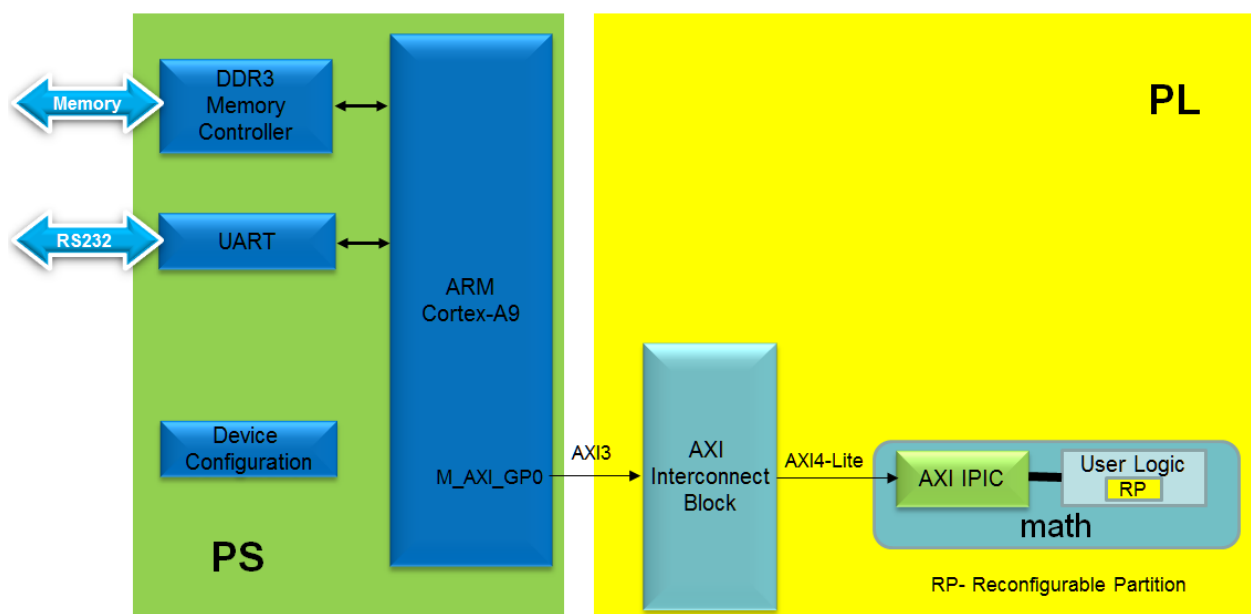 DDR3
Memory
Controller
Memory
PL
UART
RS232
ARM
Cortex-A9
Device
Configuration
M_AXI_GP0
AXI3
AXI
Interconnect
Block
AXI4-Lite
AXI IPIC
User Logic
RP
math
PS
RP- Reconfigurable Partition